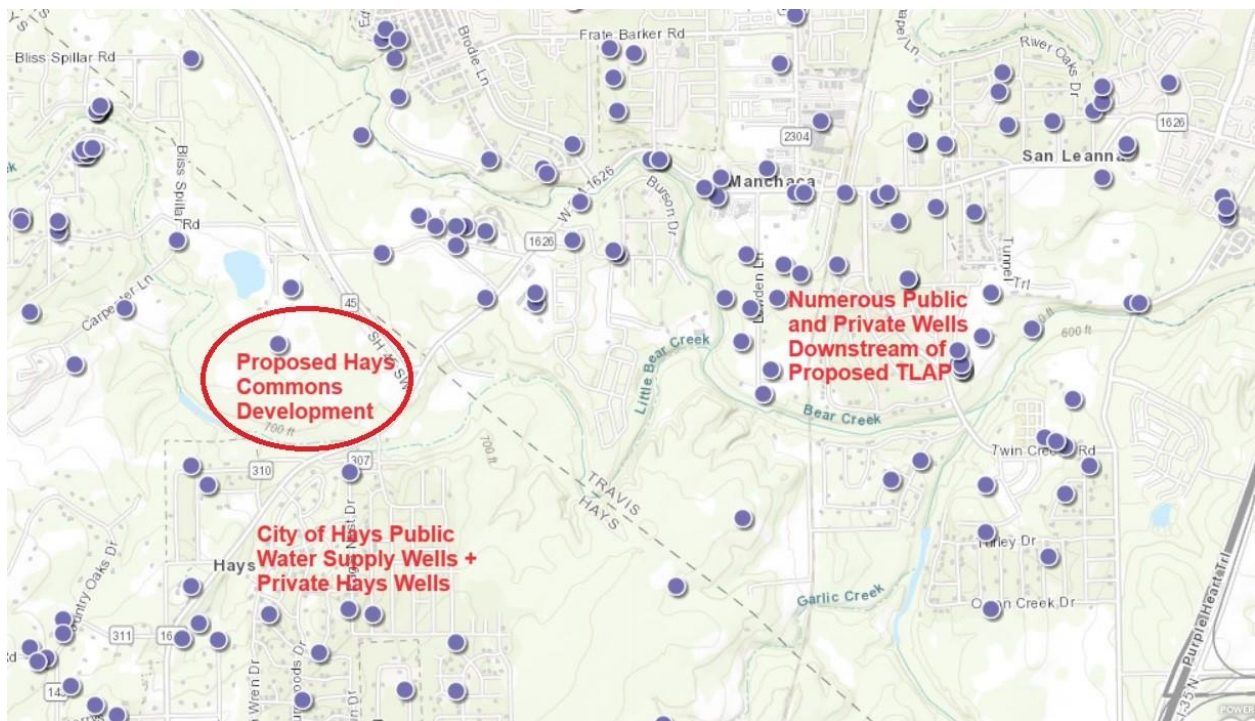 Bliss Spillar Rd
Brodie Ln
Frate Barker Rd
River Oaks Dr
2304
1626
San Leanna
Manchaca
Burson Dr
1626
Rd
Carpenter Ln
45
SH 45 SW
Tunnel
Trl
Numerous Public
and Private Wells
Downstream of
Proposed TLAP
600 ft
Proposed Hays
Commons
Development
Little Bear Creek
Bear Creek
700 ft
700 ft
310
307
Twin Creeks Rd
TRAVIS
HAYS
City of Hays Public
Water Supply Wells +
Private Hays Wells
Hays
Country Oaks Dr
Garlic Creek
311
Wren Dr
Purple Heart Trl
I-35 N
POWER